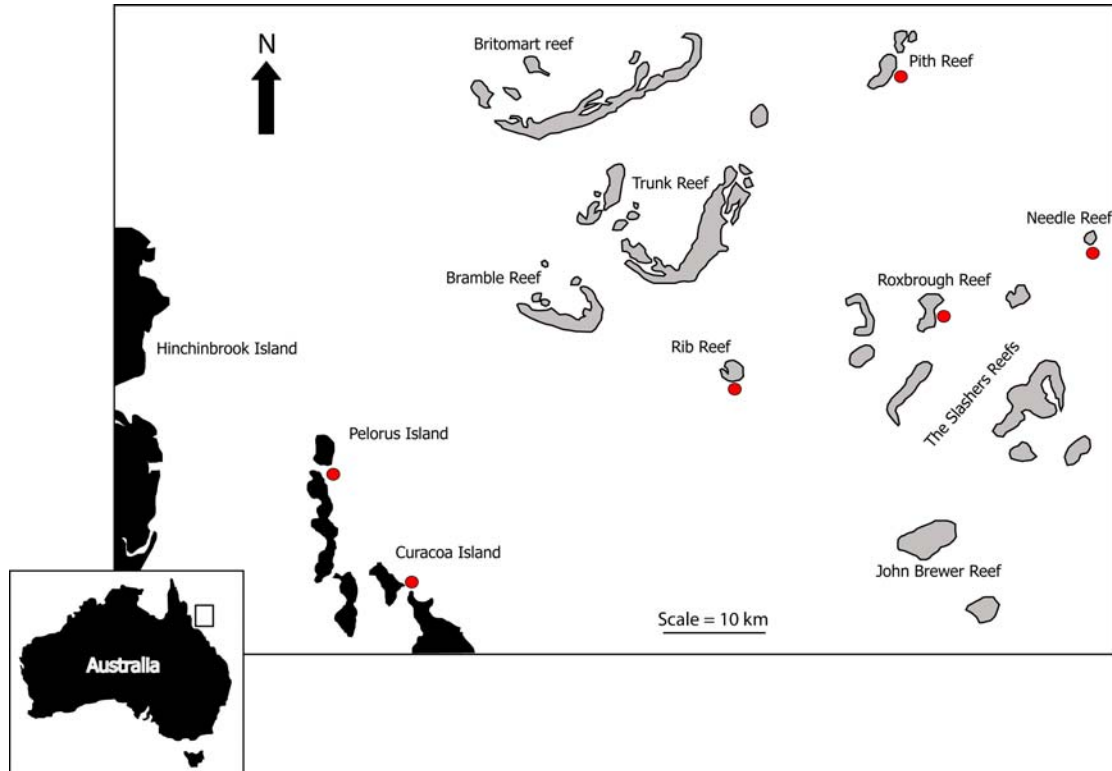 N
Britomart reef
Pith Reef
Trunk Reef
Needle Reef
Bramble Reef
Roxbrough Reef
Hinchinbrook Island
Rib Reef
The Slashers Reefs
Pelorus Island
Curacoa Island
John Brewer Reef
Scale = 10 km
Australia